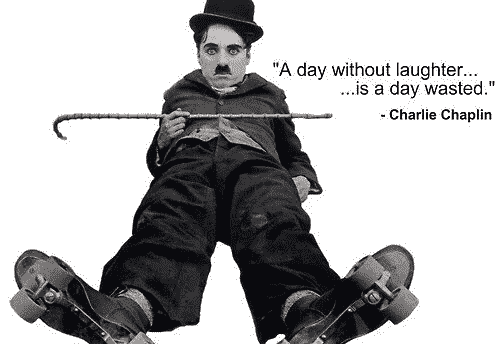 "A day without laughter...
...is a day wasted."
- Charlie Chaplin